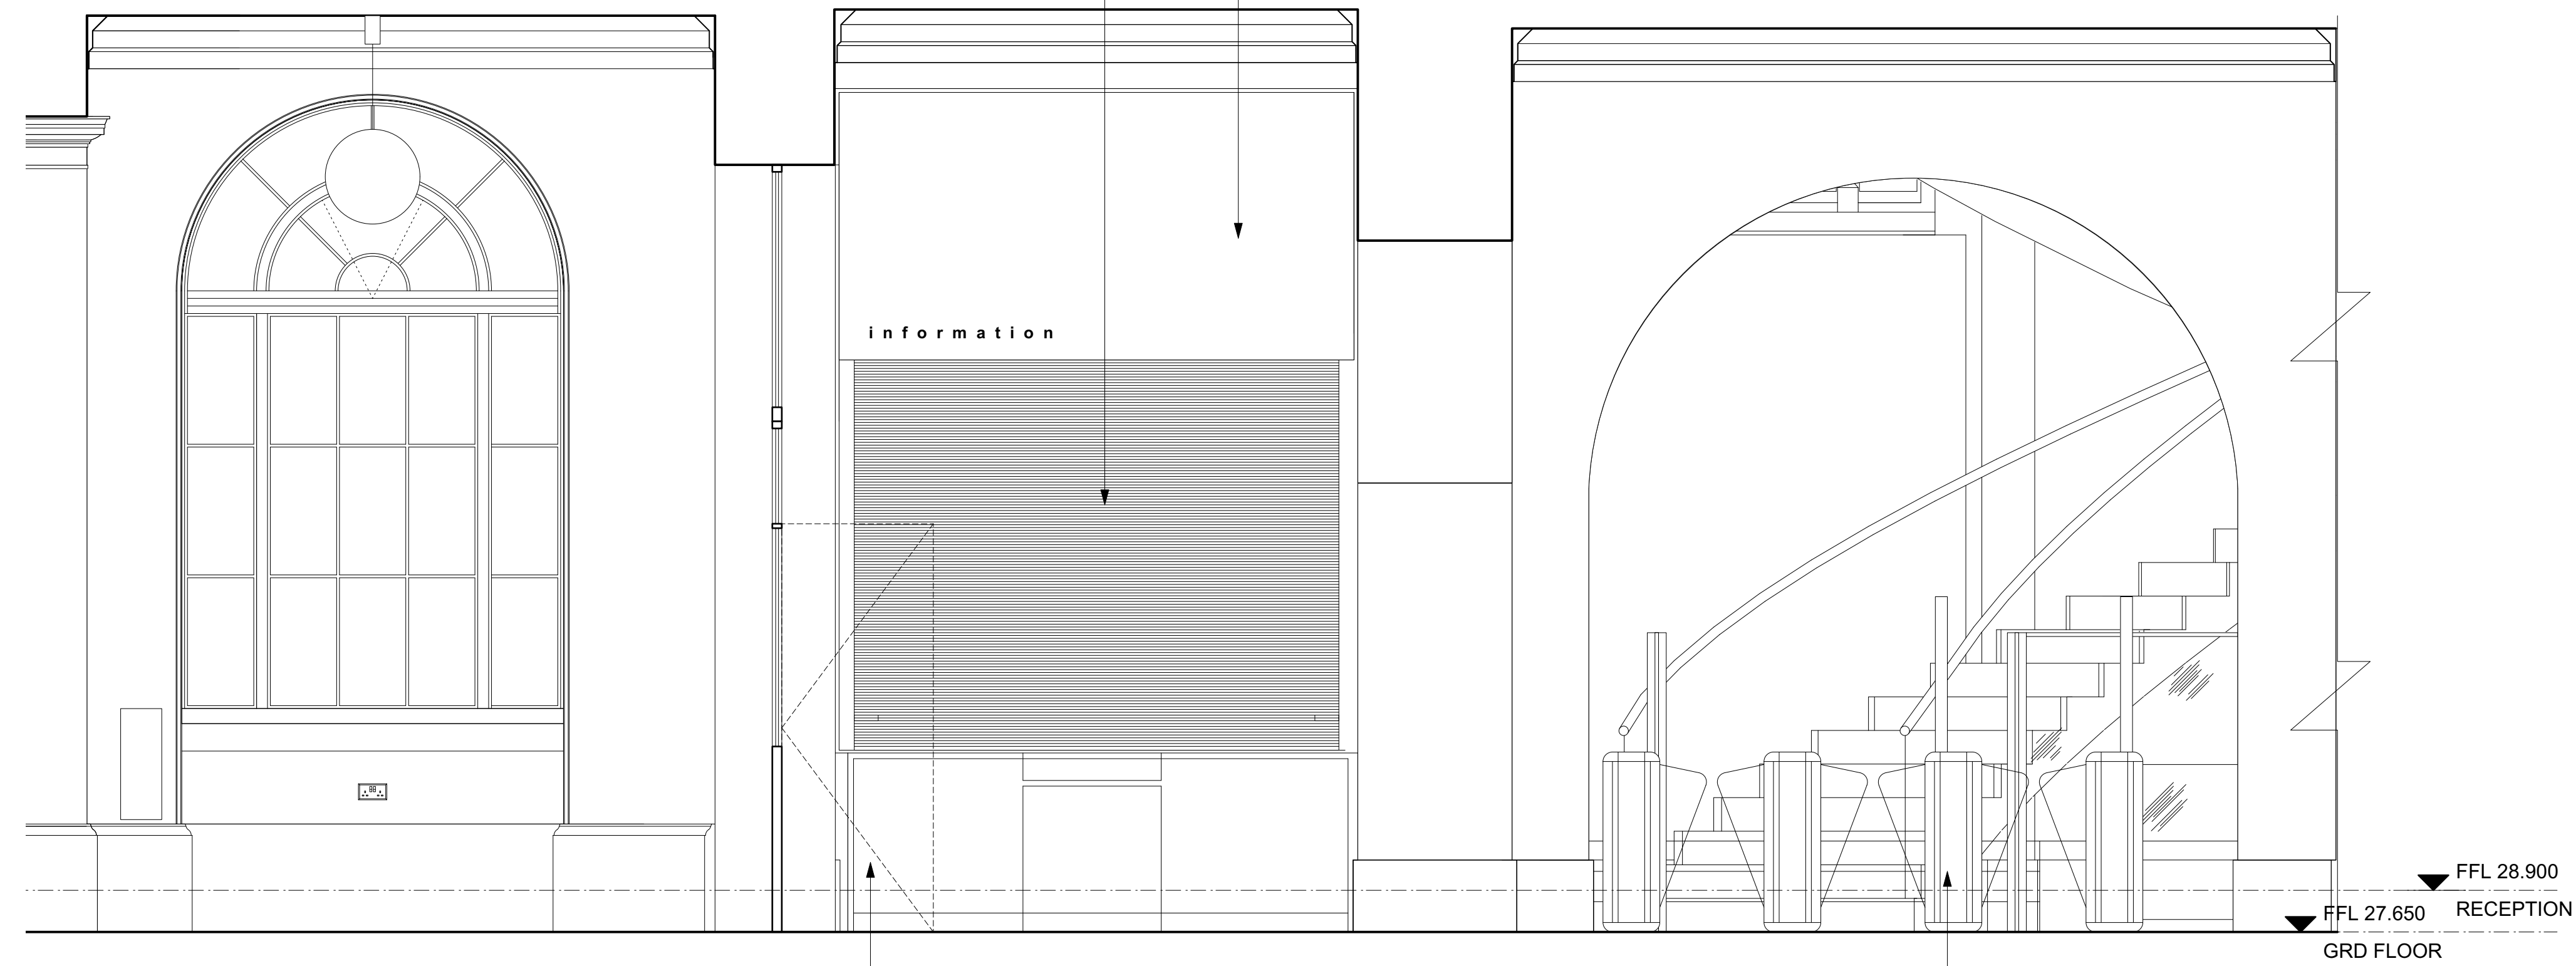 information
FFL 28.900
RECEPTION
FFL 27.650
GRD FLOOR